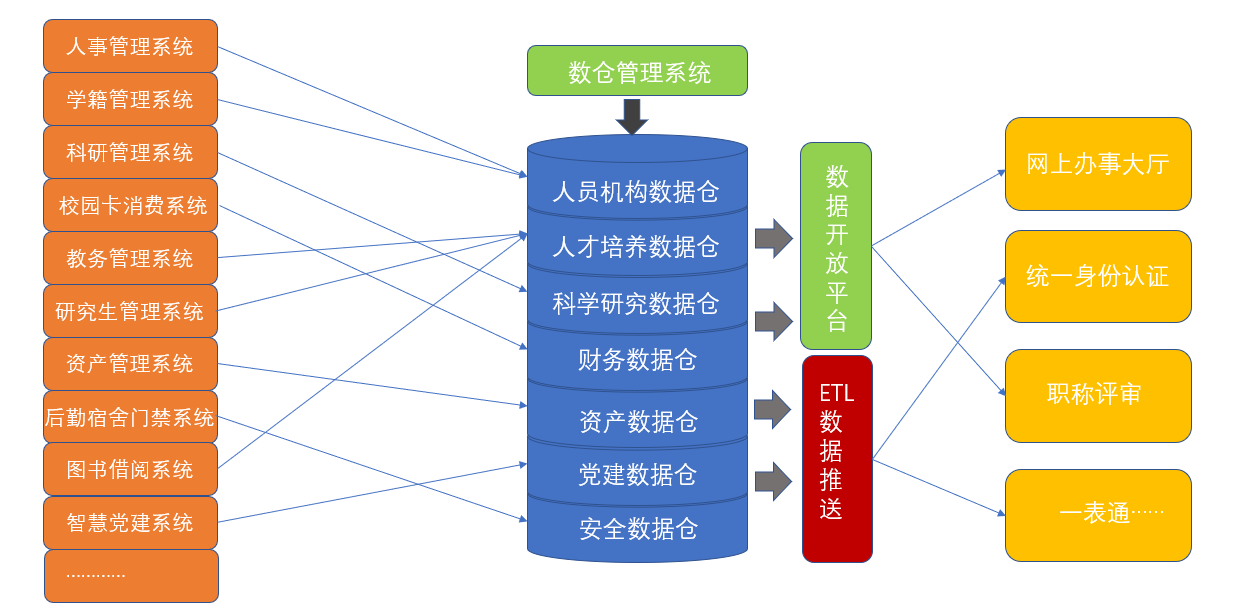 人事管理系统
学籍管理系统
科研管理系统
校园卡消费系统
教务管理系统
研究生管理系统
资产管理系统
后勤宿舍门禁系统
图书借阅系统
智慧党建系统
…………
数仓管理系统
人员机构数据仓
人才培养数据仓
科学研究数据仓
财务数据仓
资产数据仓
党建数据仓
安全数据仓
数
据
开
放
平
台
ETL
数
据
推
送
网上办事大厅
统一身份认证
职称评审
一表通……